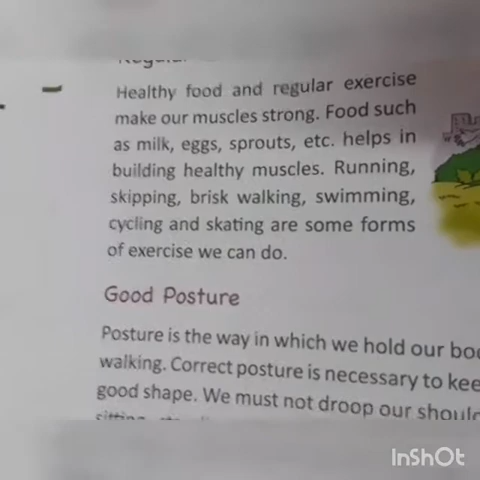 Regular
Healthy food and regular exercise
make our muscles strong. Food such
as milk, eggs, sprouts, etc. helps in
building healthy muscles. Running,
skipping, brisk walking, swimming,
cycling and skating are some forms
of exercise we can do.
Good Posture
Posture is the way in which we hold our
walking. Correct posture is necessary to
good shape. We must not droop our
InShOt